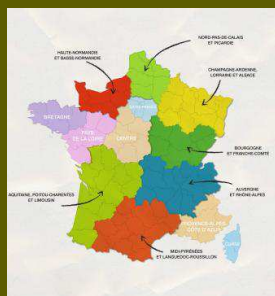 NORD-PAS-DE-CALAIS
ET PICARDIE
HAUTE-NORMANDIE
ET BASSE-NORMANDIE
CHAMPAGNE-ARDENNE,
LORRAINE ET ALSACE
BRETAGNE
PAYS
DE LA LOIRE
CENTRE
BOURGOGNE
ET FRANCHE-COMTÉ
AQUITAINE, POITOU-CHARENTES
ET LIMOUSIN
AUVERGNE
ET RHÔNE-ALPES
PROVENCE-ALPES
CÔTE D'AZUR
CORSE
MIDI-PYRÉNÉES
ET LANGUEDOC-ROUSSILLON